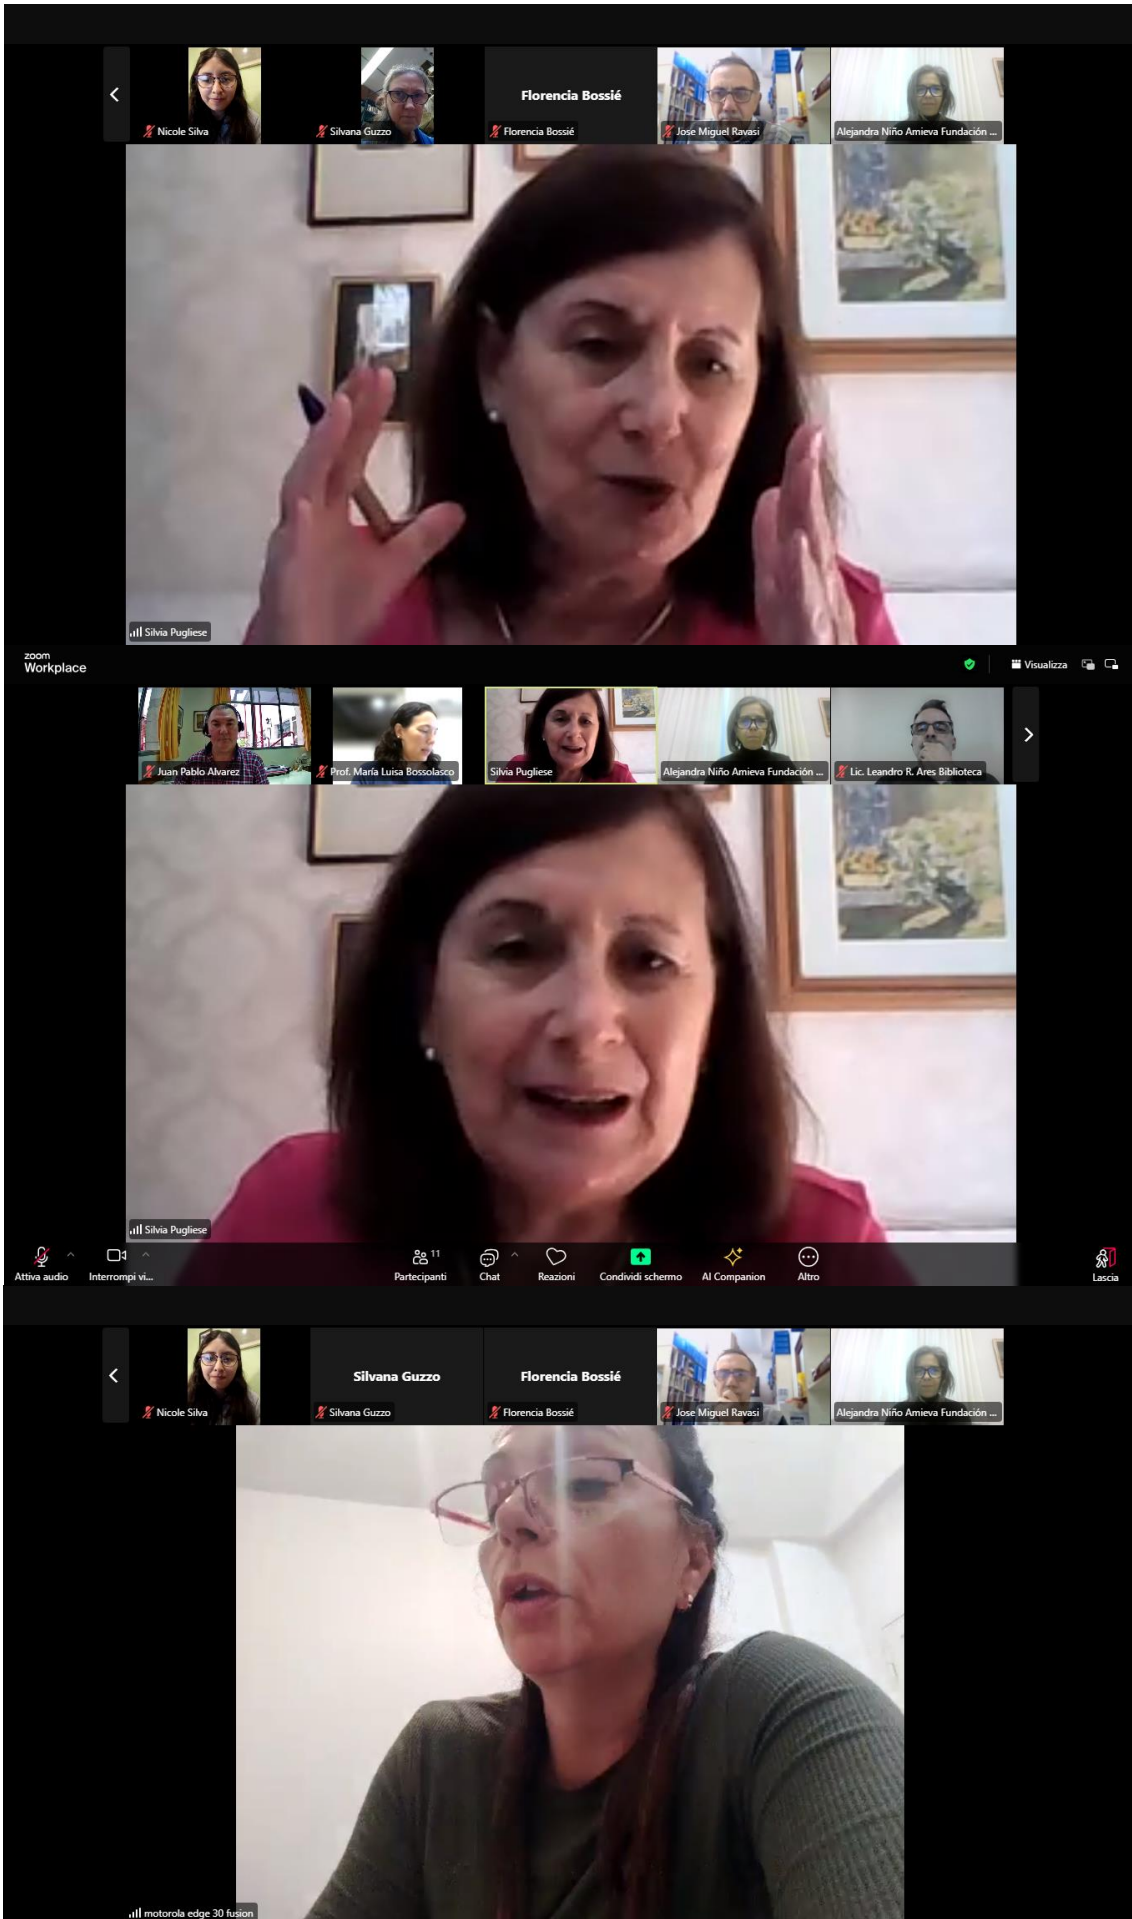 Florencia Bossié
Nicole Silva
Silvana Guzzo
Florencia Bossié
Jose Miguel Ravasi
Alejandra Niño Amieva Fundación ...
Silvia Pugliese
zoom
Workplace
Visualizza
Juan Pablo Alvarez
Prof. María Luisa Bossolasco
Silvia Pugliese
Alejandra Niño Amieva Fundación ...
Lic. Leandro R. Ares Biblioteca
Silvia Pugliese
11
Attiva audio
Interrompi vi...
Partecipanti
Chat
Reazioni
Condividi schermo
AI Companion
Altro
Lascia
Silvana Guzzo
Florencia Bossié
Nicole Silva
Silvana Guzzo
Florencia Bossié
Jose Miguel Ravasi
Alejandra Niño Amieva Fundación ...
motorola edge 30 fusion